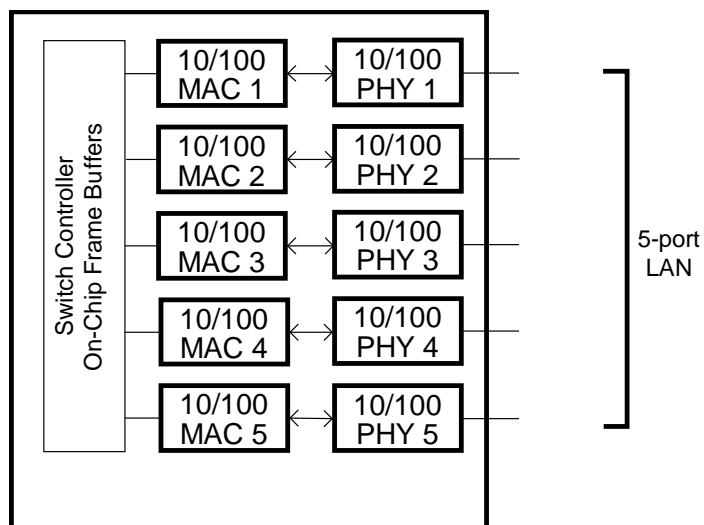 Switch Controller
On-Chip Frame Buffers
10/100
MAC 1
10/100
PHY 1
10/100
MAC 2
10/100
PHY 2
10/100
MAC 3
10/100
PHY 3
10/100
MAC 4
10/100
PHY 4
10/100
MAC 5
10/100
PHY 5
5-port
LAN